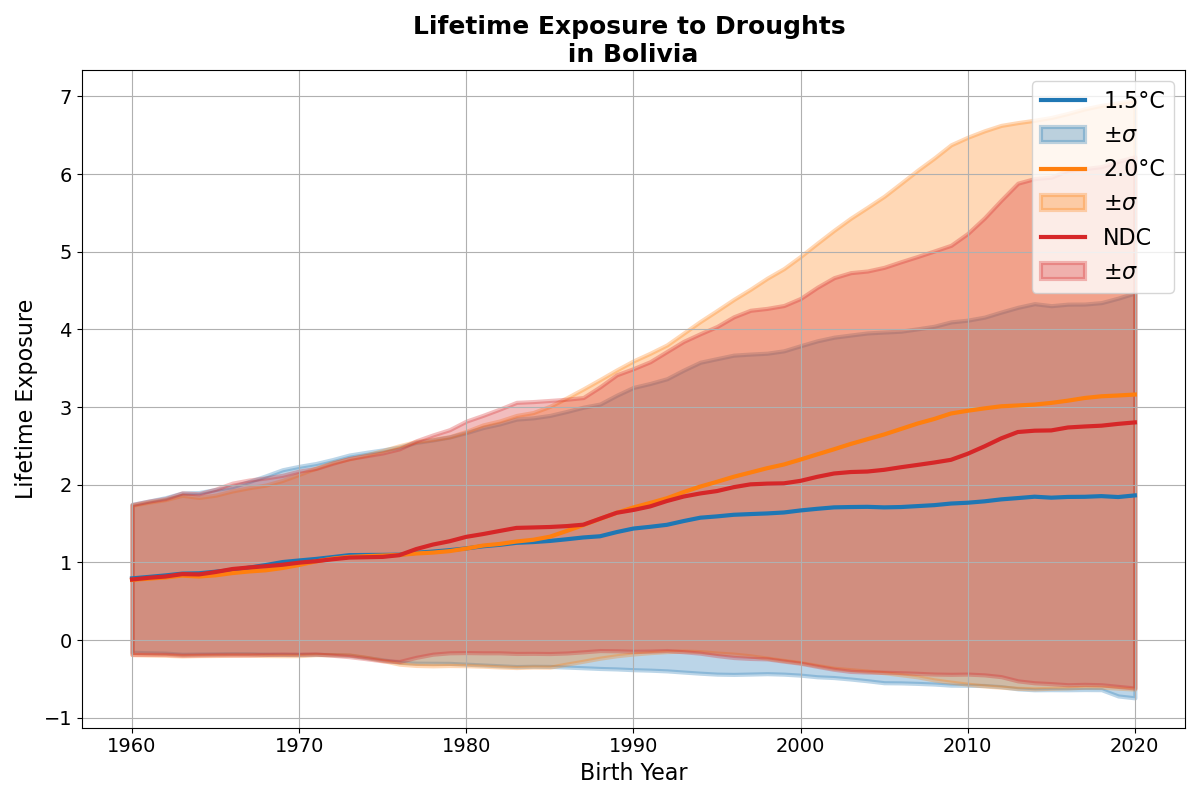 Lifetime Exposure to Droughts
in Bolivia
7
6
5
4
3
2
1
0
−1
Lifetime Exposure
1960
1970
1980
1990
2000
2010
2020
Birth Year
1.5°C
±σ
2.0°C
±σ
NDC
±σ